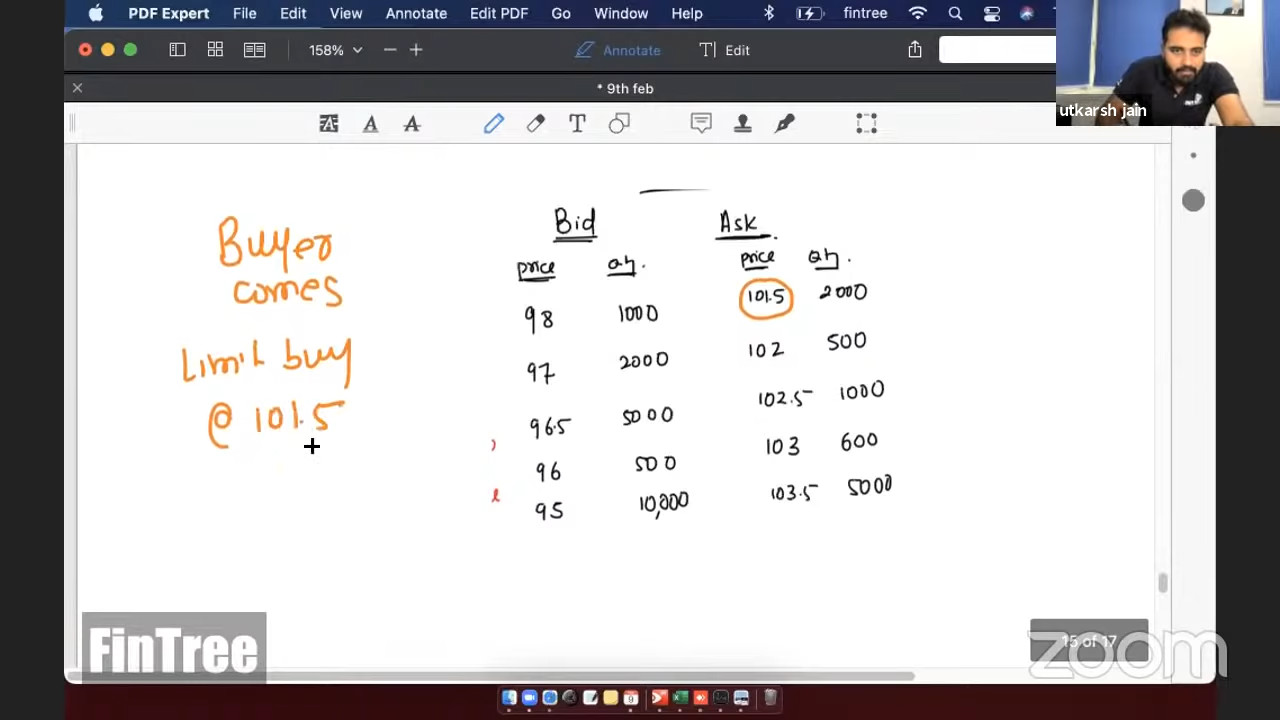 PDF Expert File Edit View Annotate Edit PDF Go Window Help fintree
158% Annotate T Edit
* 9th feb
utkarsh jain
Buyer
comes
Limit buy
@ 101.5
Bid Ask
price qty. price qty.
98 1000 101.5 2000
97 2000 102 500
96.5 5000 102.5 1000
96 500 103 600
95 10,000 103.5 5000
15 of 17
FinTree
zoom